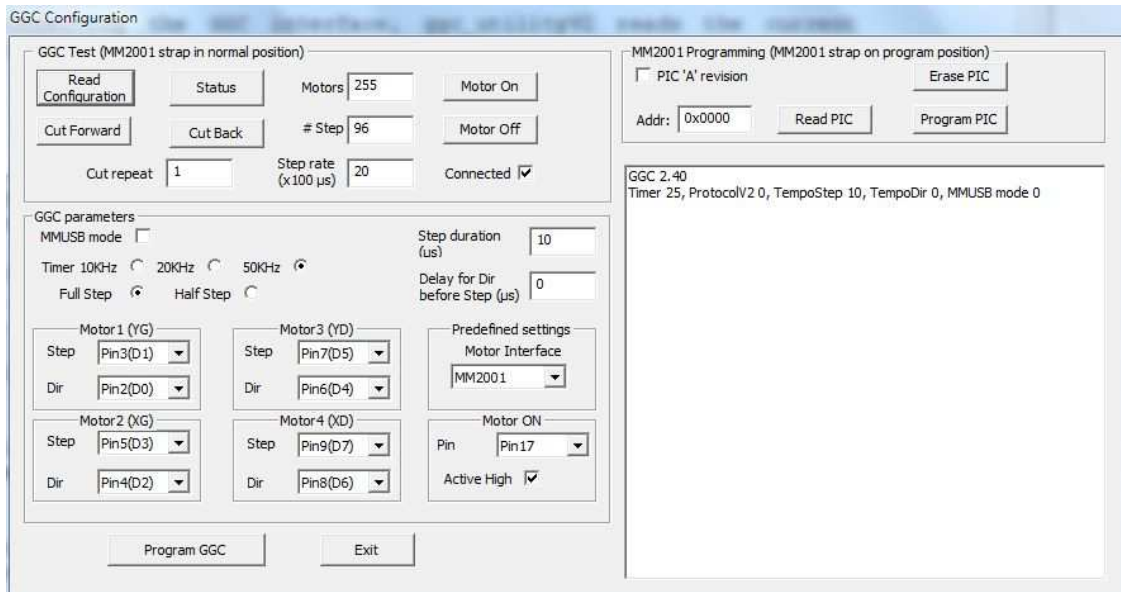 GGC Configuration
the GGC interface, ggc_utilityV2 reads the current
GGC Test (MM2001 strap in normal position)
Read Configuration
Status
Motors 255
Motor On
Cut Forward
Cut Back
# Step 96
Motor Off
Cut repeat 1
Step rate (x100 µs) 20
Connected
GGC parameters
MMUSB mode
Step duration (us) 10
Timer 10KHz 20KHz 50KHz
Delay for Dir before Step (µs) 0
Full Step Half Step
Motor1 (YG)
Step Pin3(D1)
Dir Pin2(D0)
Motor3 (YD)
Step Pin7(D5)
Dir Pin6(D4)
Predefined settings
Motor Interface
MM2001
Motor2 (XG)
Step Pin5(D3)
Dir Pin4(D2)
Motor4 (XD)
Step Pin9(D7)
Dir Pin8(D6)
Motor ON
Pin Pin17
Active High
Program GGC
Exit
MM2001 Programming (MM2001 strap on program position)
PIC 'A' revision
Erase PIC
Addr: 0x0000
Read PIC
Program PIC
GGC 2.40
Timer 25, ProtocolV2 0, TempoStep 10, TempoDir 0, MMUSB mode 0